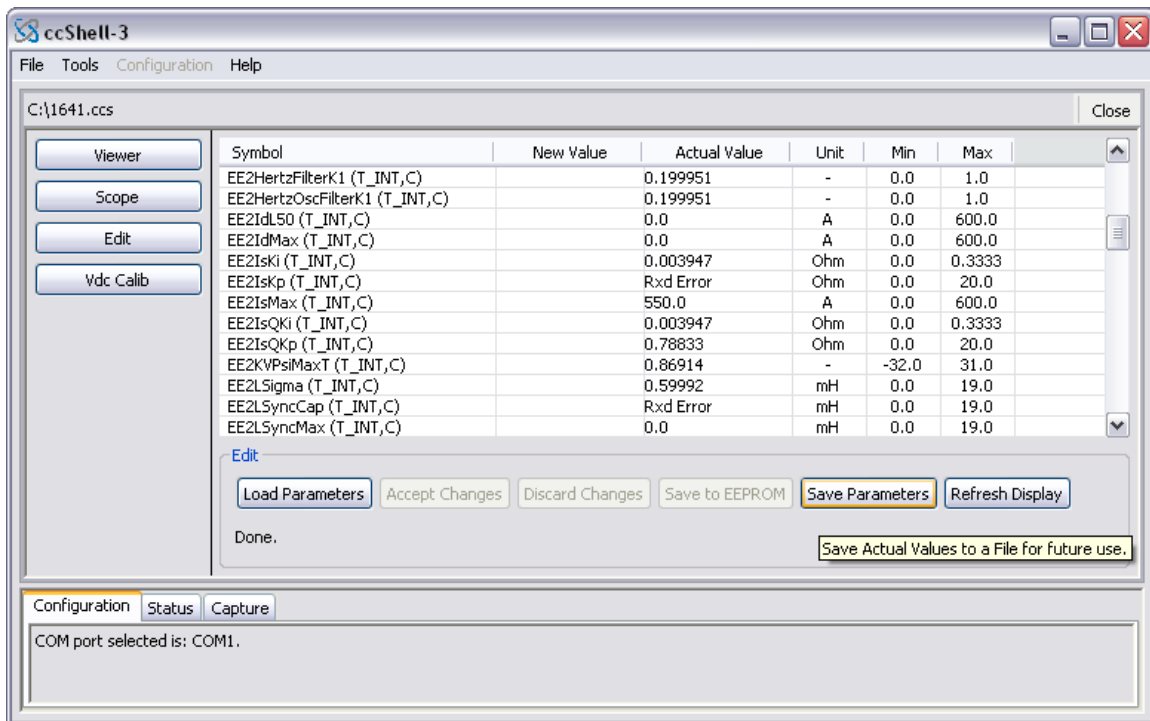 ccShell-3
File Tools Configuration Help
C:\1641.ccs Close
Viewer
Scope
Edit
Vdc Calib
Symbol New Value Actual Value Unit Min Max
EE2HertzFilterK1 (T_INT,C) 0.199951 - 0.0 1.0
EE2HertzOscFilterK1 (T_INT,C) 0.199951 - 0.0 1.0
EE2IdL50 (T_INT,C) 0.0 A 0.0 600.0
EE2IdMax (T_INT,C) 0.0 A 0.0 600.0
EE2IsKi (T_INT,C) 0.003947 Ohm 0.0 0.3333
EE2IsKp (T_INT,C) Rxd Error Ohm 0.0 20.0
EE2IsMax (T_INT,C) 550.0 A 0.0 600.0
EE2IsQKi (T_INT,C) 0.003947 Ohm 0.0 0.3333
EE2IsQKp (T_INT,C) 0.78833 Ohm 0.0 20.0
EE2KVPsiMaxT (T_INT,C) 0.86914 - -32.0 31.0
EE2LSigma (T_INT,C) 0.59992 mH 0.0 19.0
EE2LSyncCap (T_INT,C) Rxd Error mH 0.0 19.0
EE2LSyncMax (T_INT,C) 0.0 mH 0.0 19.0
Edit
Load Parameters Accept Changes Discard Changes Save to EEPROM Save Parameters Refresh Display
Done.
Save Actual Values to a File for future use.
Configuration Status Capture
COM port selected is: COM1.